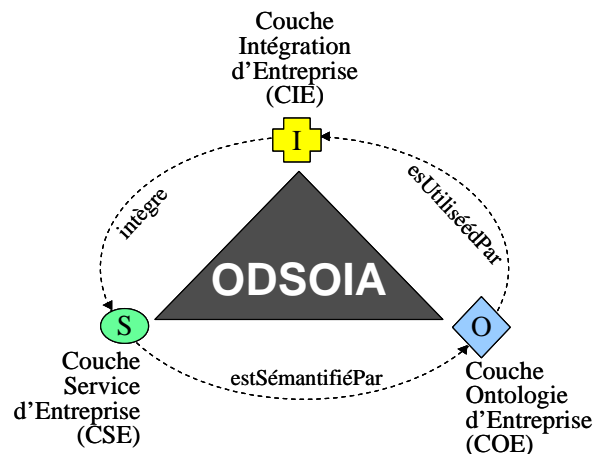 Couche
Intégration
d'Entreprise
(CIE)
I
intègre
esUtiliséédPar
ODSOIA
S
O
estSémantifiéPar
Couche
Service
d'Entreprise
(CSE)
Couche
Ontologie
d'Entreprise
(COE)